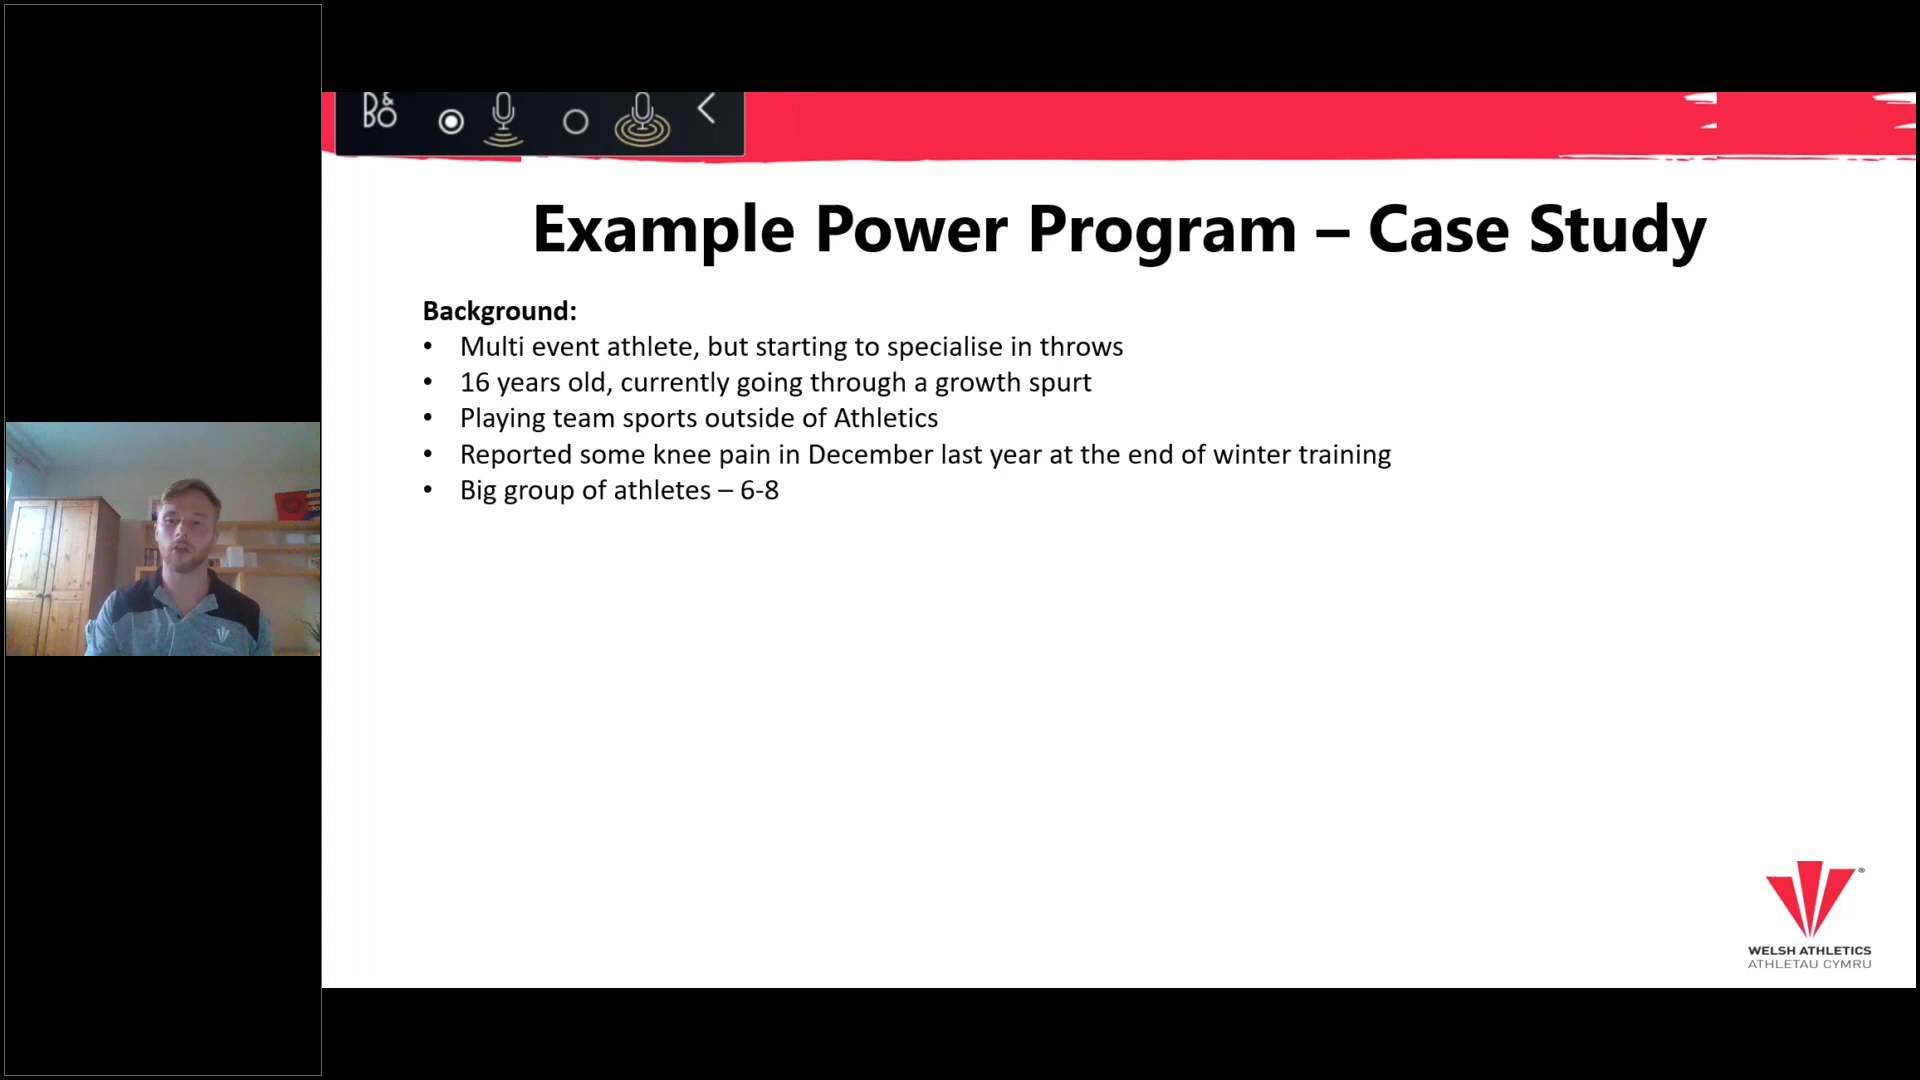 B&O
Example Power Program – Case Study
Background:
• Multi event athlete, but starting to specialise in throws
• 16 years old, currently going through a growth spurt
• Playing team sports outside of Athletics
• Reported some knee pain in December last year at the end of winter training
• Big group of athletes – 6-8
WELSH ATHLETICS
ATHLETAU CYMRU